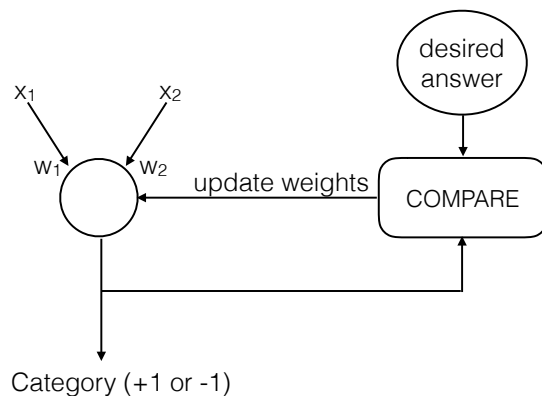 desired
answer
x₁
x₂
w₁
w₂
update weights
COMPARE
Category (+1 or -1)